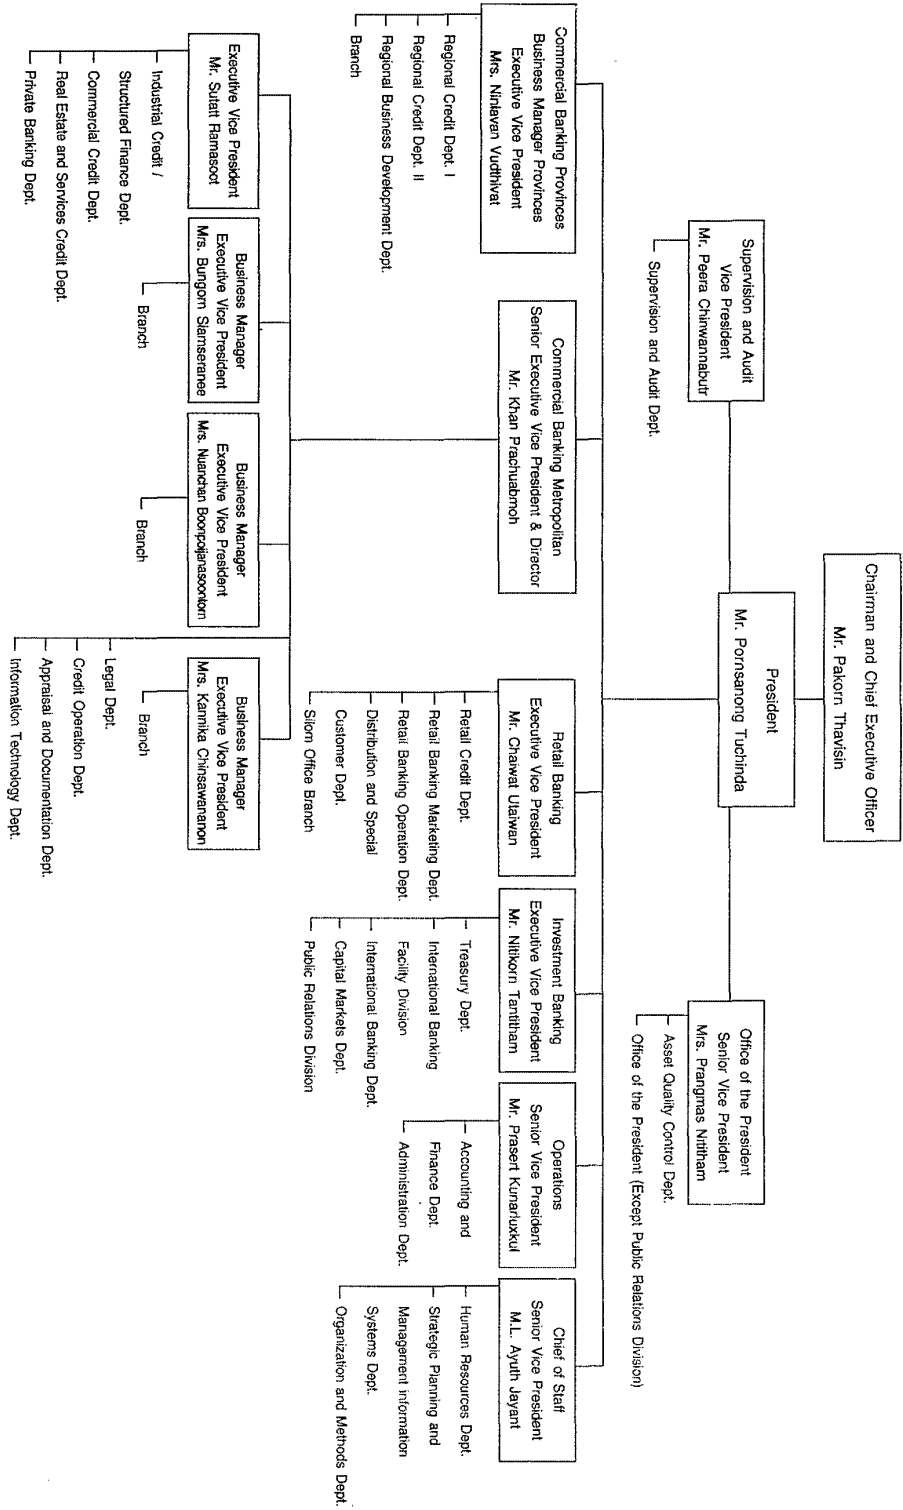 Chairman and Chief Executive Officer
Mr. Pakorn Thavisin
President
Mr. Pornsanong Tuchinda
Supervision and Audit
Vice President
Mr. Peera Chinwannabutr
Supervision and Audit Dept.
Office of the President
Senior Vice President
Mrs. Prangmas Nititham
Asset Quality Control Dept.
Office of the President (Except Public Relations Division)
Commercial Banking Provinces
Business Manager Provinces
Executive Vice President
Mrs. Ninlavan Vudthivat
Regional Credit Dept. I
Regional Credit Dept. II
Regional Business Development Dept.
Branch
Commercial Banking Metropolitan
Senior Executive Vice President & Director
Mr. Khan Prachuabmoh
Retail Banking
Executive Vice President
Mr. Chaiwat Utaiwan
Retail Credit Dept.
Retail Banking Marketing Dept.
Retail Banking Operation Dept.
Distribution and Special
Customer Dept.
Silom Office Branch
Investment Banking
Executive Vice President
Mr. Nitikorn Tantitham
Treasury Dept.
International Banking
Facility Division
International Banking Dept.
Capital Markets Dept.
Public Relations Division
Operations
Senior Vice President
Mr. Prasert Kunarluxkul
Accounting and
Finance Dept.
Administration Dept.
Chief of Staff
Senior Vice President
M.L. Ayuth Jayant
Human Resources Dept.
Strategic Planning and
Management information
Systems Dept.
Organization and Methods Dept.
Executive Vice President
Mr. Sutatt Ramasoot
Industrial Credit /
Structured Finance Dept.
Commercial Credit Dept.
Real Estate and Services Credit Dept.
Private Banking Dept.
Business Manager
Executive Vice President
Mrs. Bungorn Siamseranee
Branch
Business Manager
Executive Vice President
Mrs. Nuanchan Boonpoijanasoontorn
Branch
Business Manager
Executive Vice President
Mrs. Kannika Chinsawananon
Branch
Legal Dept.
Credit Operation Dept.
Appraisal and Documentation Dept.
Information Technology Dept.